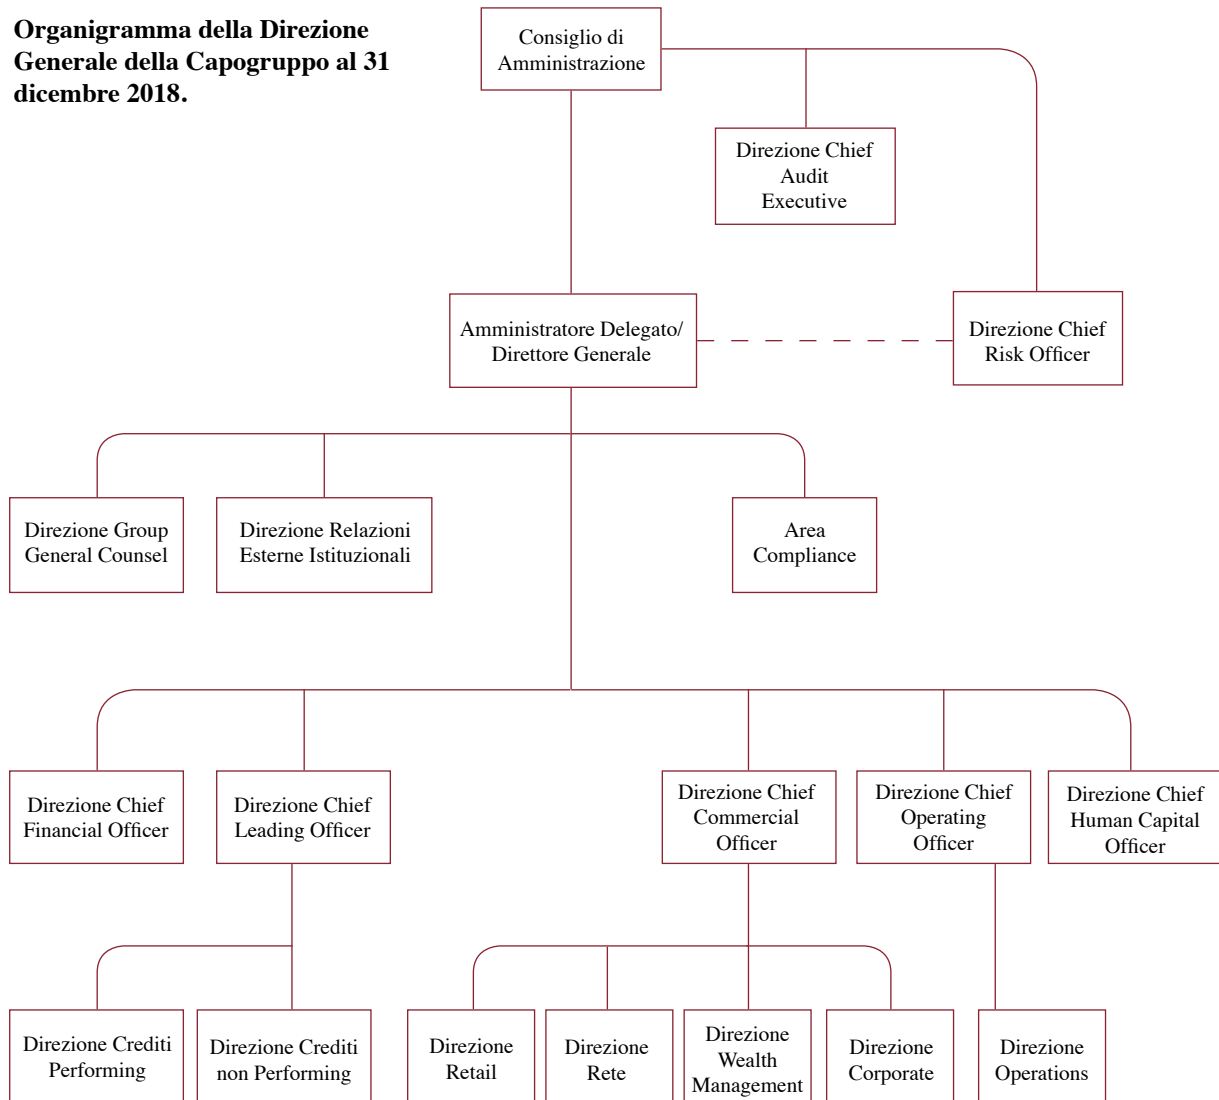 Organigramma della Direzione
Generale della Capogruppo al 31
dicembre 2018.
Consiglio di
Amministrazione
Direzione Chief
Audit
Executive
Amministratore Delegato/
Direttore Generale
Direzione Chief
Risk Officer
Direzione Group
General Counsel
Direzione Relazioni
Esterne Istituzionali
Area
Compliance
Direzione Chief
Financial Officer
Direzione Chief
Leading Officer
Direzione Chief
Commercial
Officer
Direzione Chief
Operating
Officer
Direzione Chief
Human Capital
Officer
Direzione Crediti
Performing
Direzione Crediti
non Performing
Direzione
Retail
Direzione
Rete
Direzione
Wealth
Management
Direzione
Corporate
Direzione
Operations